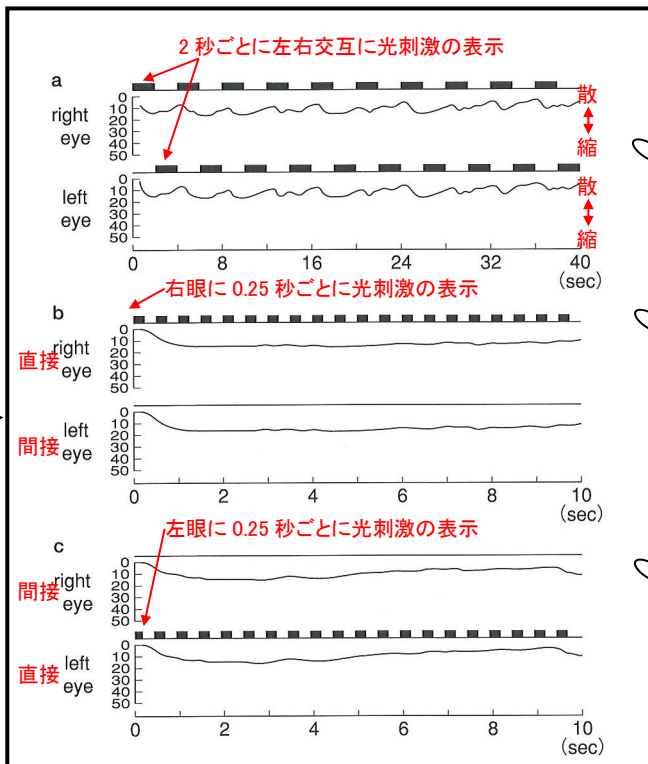 2 秒ごとに左右交互に光刺激の表示
a
0
10
20
30
40
50
right
eye
散
縮
0
10
20
30
40
50
left
eye
散
縮
0 8 16 24 32 40
(sec)
右眼に 0.25 秒ごとに光刺激の表示
b
0
10
20
30
40
50
直接 right
eye
0
10
20
30
40
50
間接 left
eye
0 2 4 6 8 10
(sec)
左眼に 0.25 秒ごとに光刺激の表示
c
0
10
20
30
40
50
間接 right
eye
0
10
20
30
40
50
直接 left
eye
0 2 4 6 8 10
(sec)